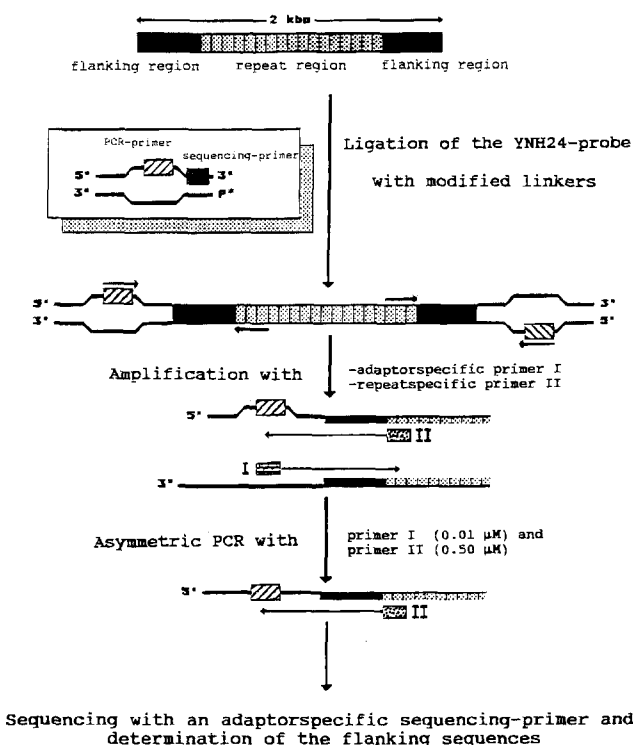 2 kbp
flanking region repeat region flanking region
Ligation of the YNH24-probe
with modified linkers
PCR-primer
sequencing-primer
5' 3'
3' P*
5' 3'
3' 5'
Amplification with
-adaptorspecific primer I
-repeatspecific primer II
5'
II
I
3'
Asymmetric PCR with
primer I (0.01 µM) and
primer II (0.50 µM)
5'
II
Sequencing with an adaptorspecific sequencing-primer and
determination of the flanking sequences